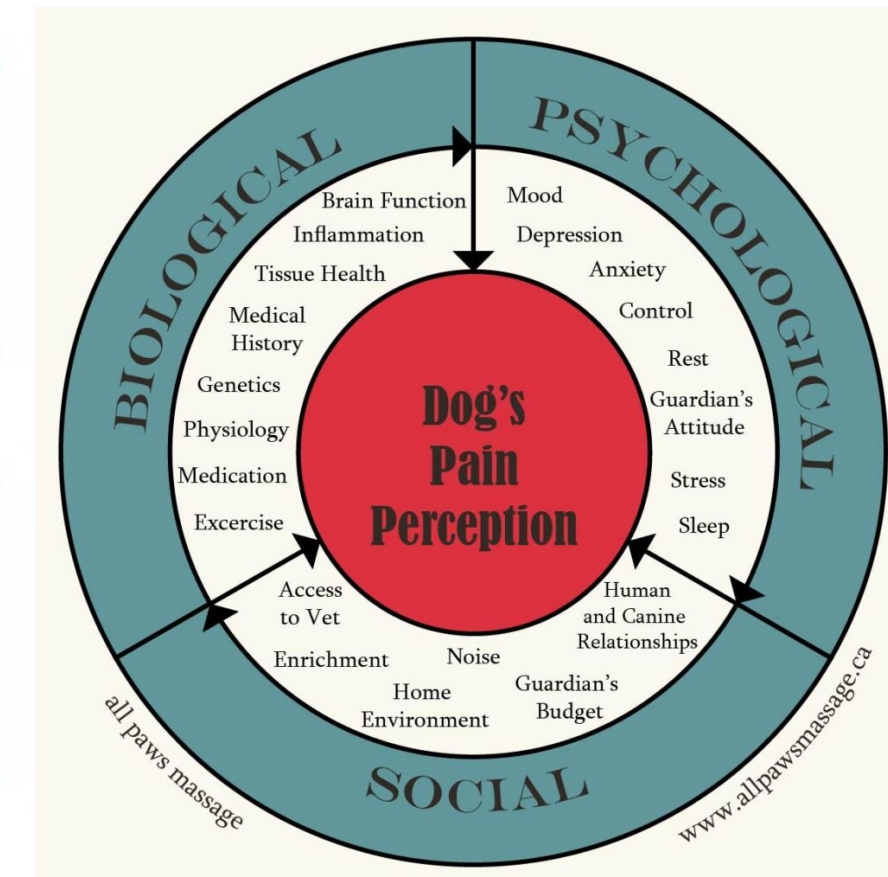 BIOLOGICAL
Brain Function
Inflammation
Tissue Health
Medical
History
Genetics
Physiology
Medication
Excercise
PSYCHOLOGICAL
Mood
Depression
Anxiety
Control
Rest
Guardian's
Attitude
Stress
Sleep
Dog's
Pain
Perception
Access
to Vet
Enrichment
Home
Environment
Noise
Guardian's
Budget
Human
and Canine
Relationships
SOCIAL
all paws massage
www.allpawsmassage.ca